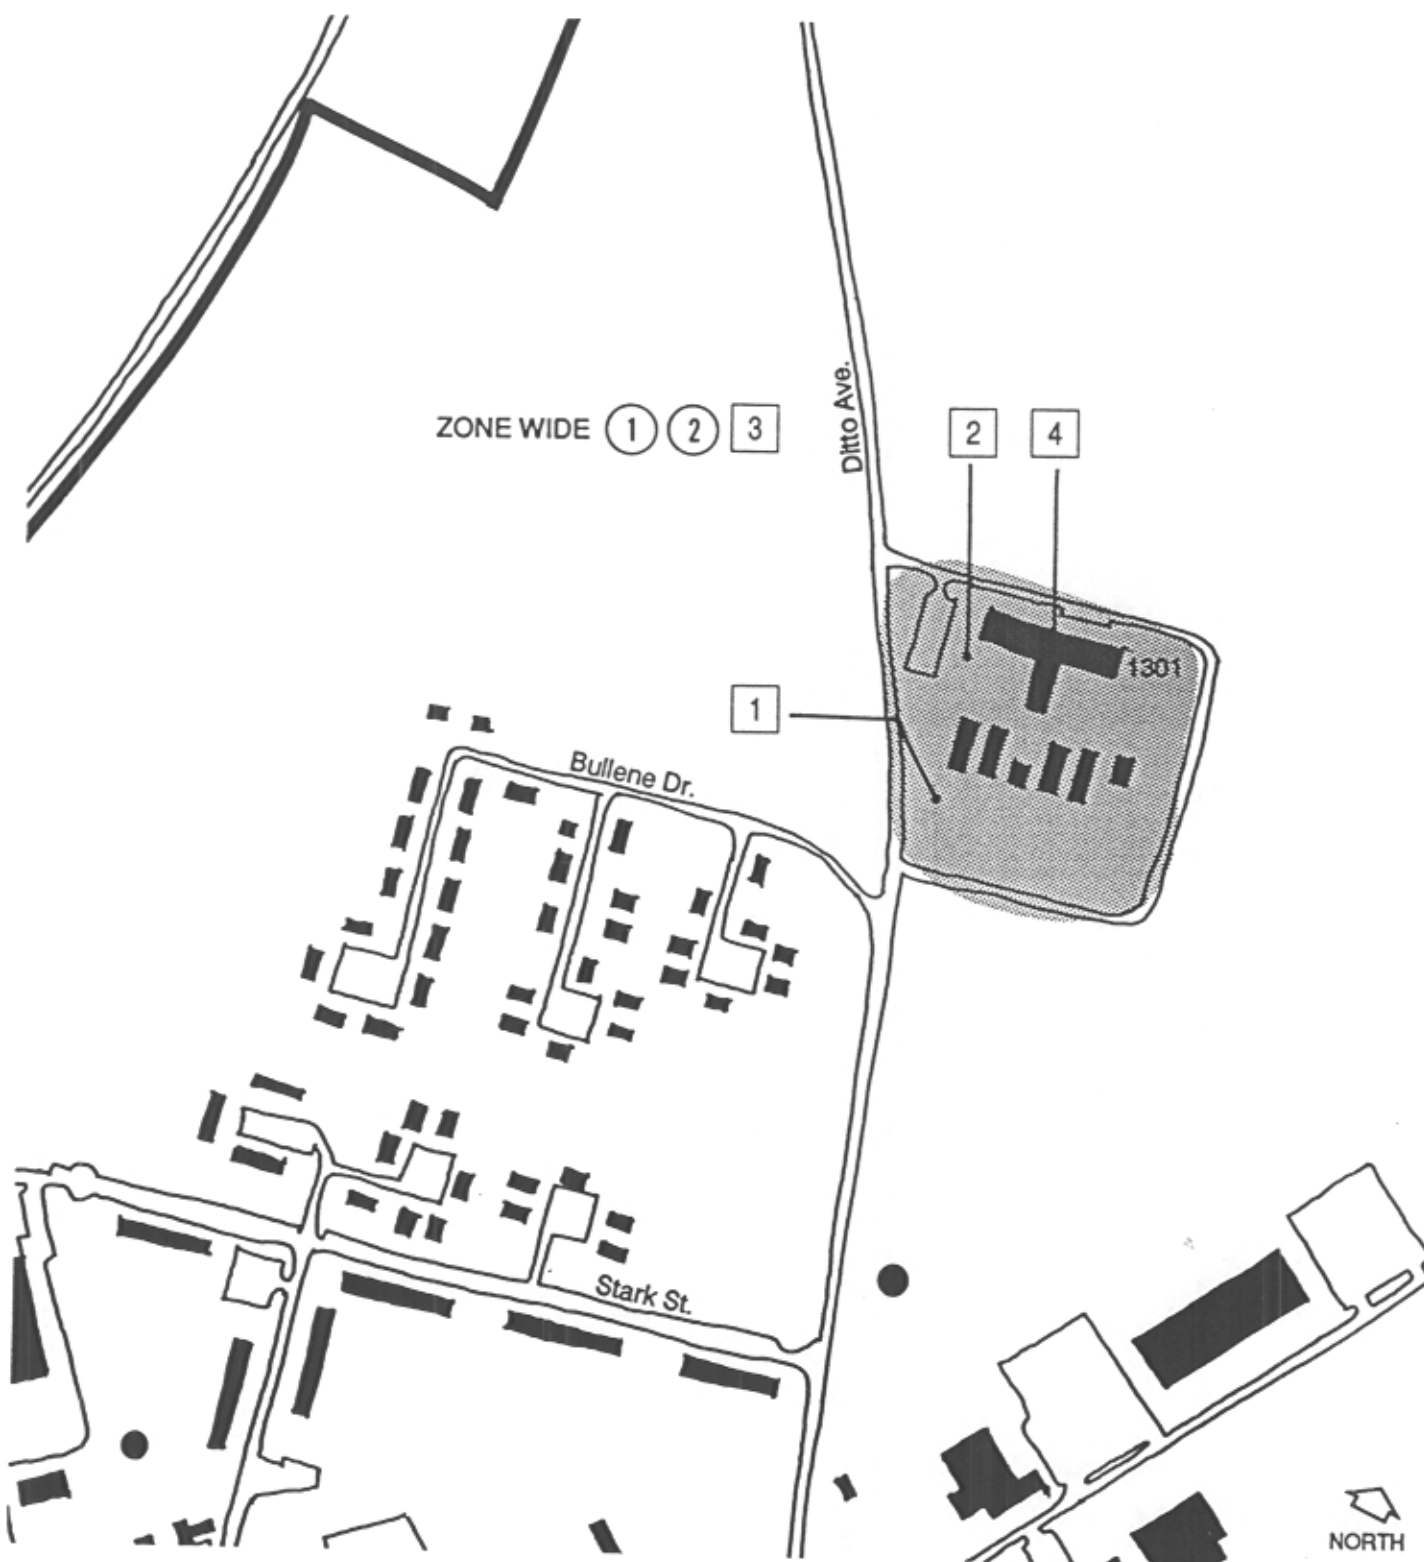 Ditto Ave.
ZONE WIDE 1 2 3
2 4
1301
1
Bullene Dr.
Stark St.
NORTH